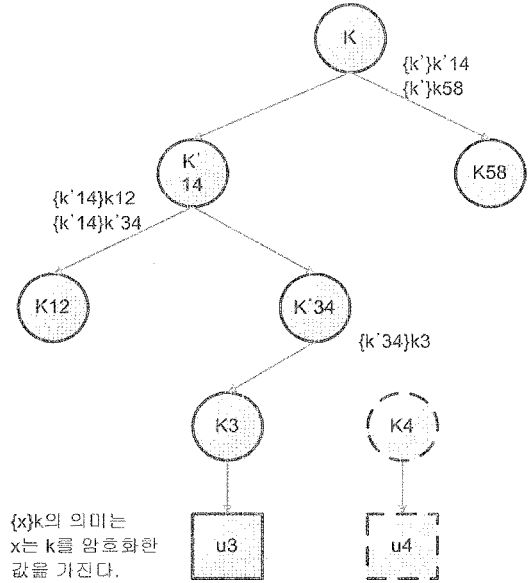 K
{k'}k'14
{k'}k58
K'
14
K58
{k'14}k12
{k'14}k'34
K12
K'34
{k'34}k3
K3
K4
{x}k의 의미는
x는 k를 암호화한
값을 가진다.
u3
u4